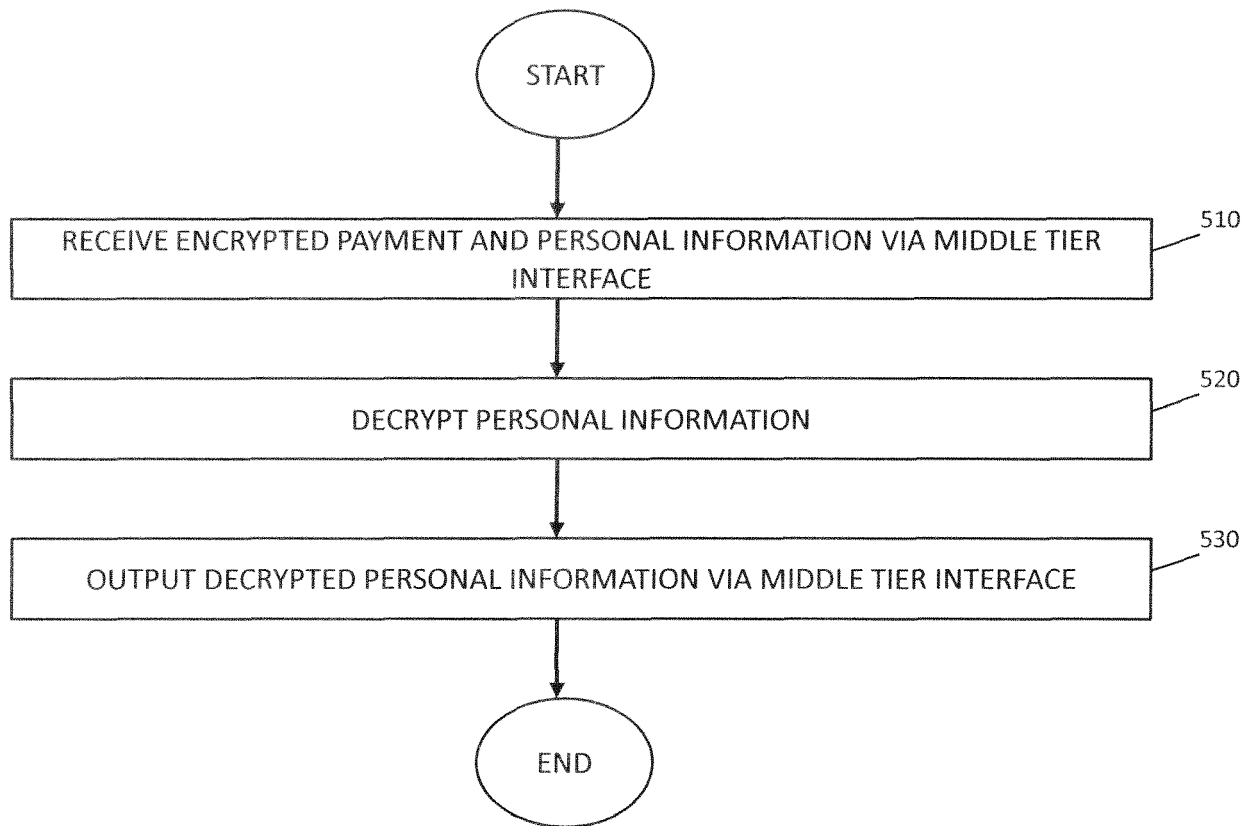 START
510
RECEIVE ENCRYPTED PAYMENT AND PERSONAL INFORMATION VIA MIDDLE TIER
INTERFACE
520
DECRYPT PERSONAL INFORMATION
530
OUTPUT DECRYPTED PERSONAL INFORMATION VIA MIDDLE TIER INTERFACE
END